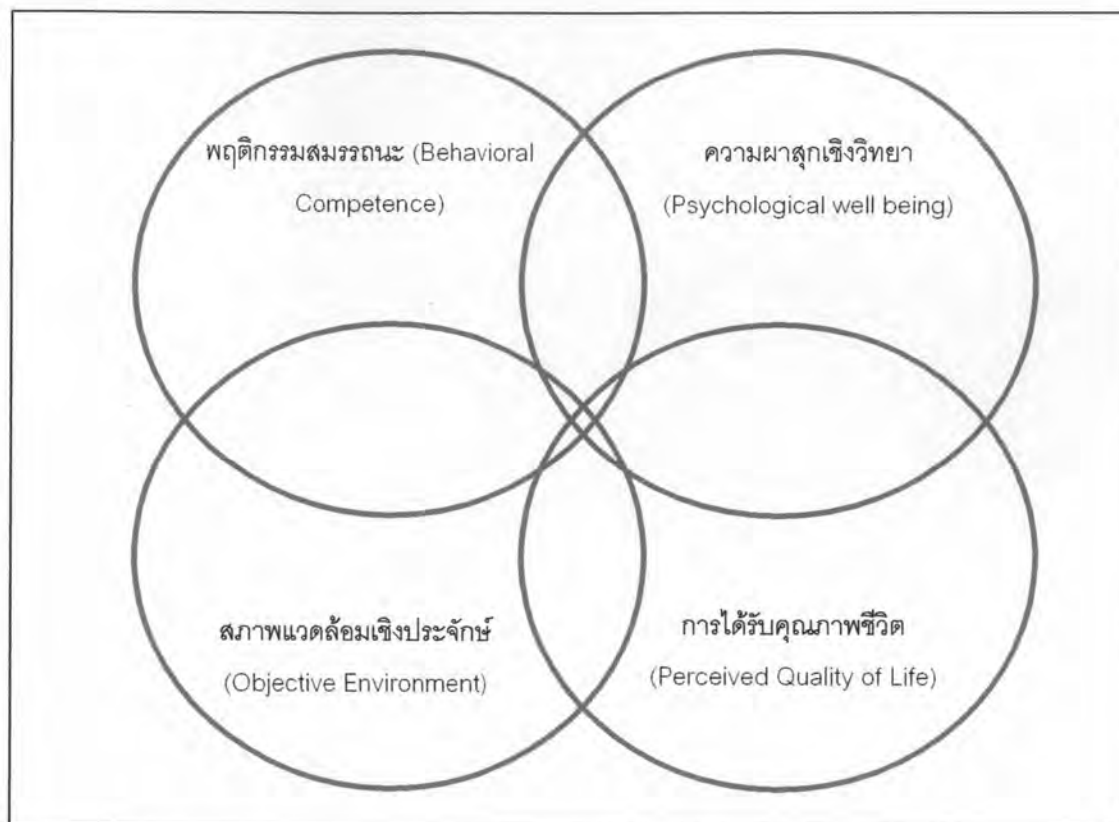 พฤติกรรมสมรรถนะ (Behavioral
Competence)
ความผาสุกเชิงวิทยา
(Psychological well being)
สภาพแวดล้อมเชิงประจักษ์
(Objective Environment)
การได้รับคุณภาพชีวิต
(Perceived Quality of Life)